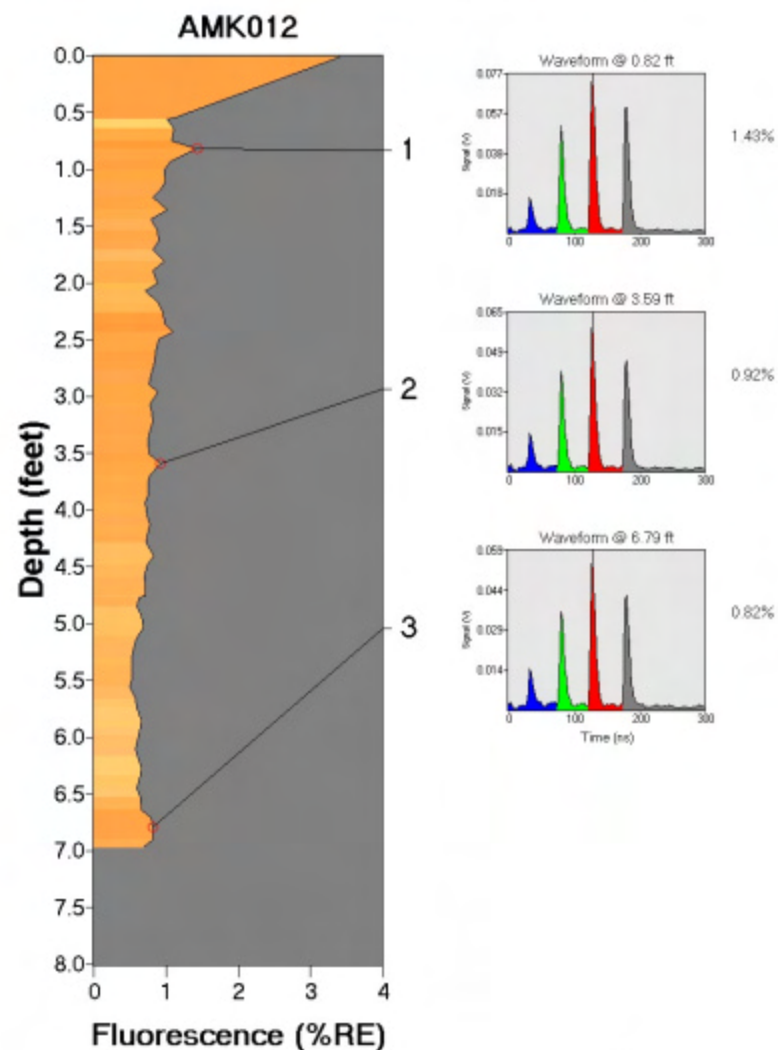 AMK012
0.0
0.5
1.0
1.5
2.0
2.5
3.0
3.5
4.0
4.5
5.0
5.5
6.0
6.5
7.0
7.5
8.0
Depth (feet)
0 1 2 3 4
Fluorescence (%RE)
1
2
3
Waveform @ 0.82 ft
0.077
0.057
0.038
0.018
Signal (V)
0 100 200 300
1.43%
Waveform @ 3.59 ft
0.065
0.049
0.032
0.015
Signal (V)
0 100 200 300
0.92%
Waveform @ 6.79 ft
0.059
0.044
0.029
0.014
Signal (V)
0 100 200 300
Time (ns)
0.82%